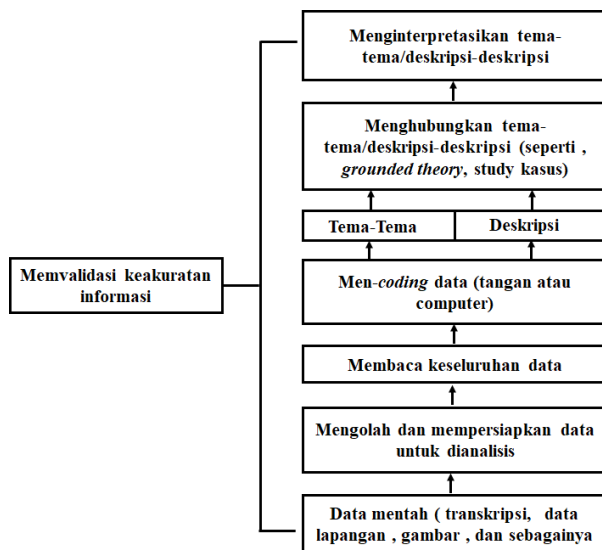 Menginterpretasikan tema-
tema/deskripsi-deskripsi
Menghubungkan tema-
tema/deskripsi-deskripsi (seperti ,
grounded theory, study kasus)
Tema-Tema
Deskripsi
Memvalidasi keakuratan
informasi
Men-coding data (tangan atau
computer)
Membaca keseluruhan data
Mengolah dan mempersiapkan data
untuk dianalisis
Data mentah ( transkripsi, data
lapangan , gambar , dan sebagainya